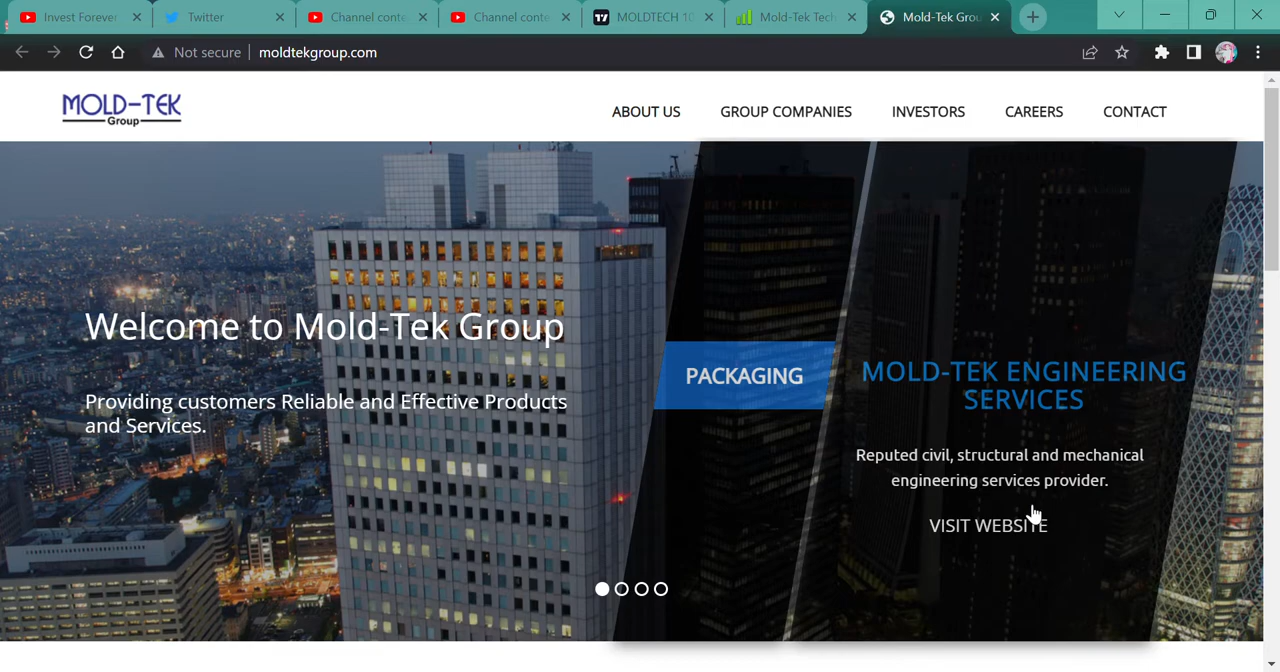 Invest Forever
Twitter
Channel conte
Channel conte
MOLDTECH 10
Mold-Tek Tech
Mold-Tek Grou
Not secure
moldtekgroup.com
MOLD-TEK
Group
ABOUT US
GROUP COMPANIES
INVESTORS
CAREERS
CONTACT
Welcome to Mold-Tek Group
Providing customers Reliable and Effective Products
and Services.
PACKAGING
MOLD-TEK ENGINEERING
SERVICES
Reputed civil, structural and mechanical
engineering services provider.
VISIT WEBSITE